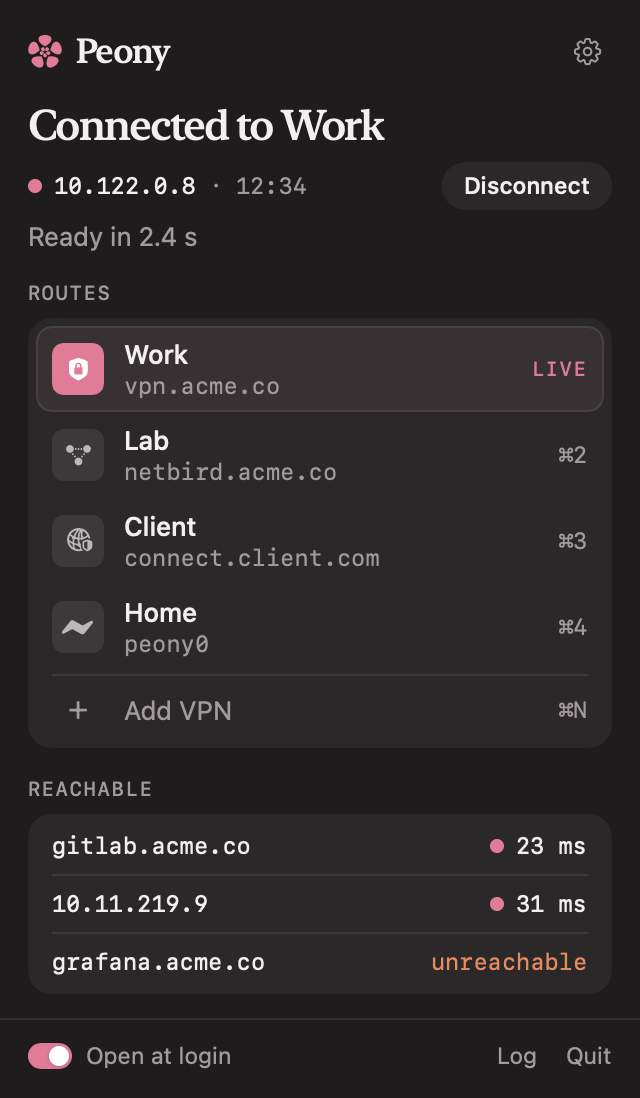 Peony
Connected to Work
10.122.0.8 · 12:34
Disconnect
Ready in 2.4 s
ROUTES
Work
vpn.acme.co
LIVE
Lab
netbird.acme.co
⌘2
Client
connect.client.com
⌘3
Home
peony0
⌘4
+ Add VPN
⌘N
REACHABLE
gitlab.acme.co 23 ms
10.11.219.9 31 ms
grafana.acme.co unreachable
Open at login Log Quit